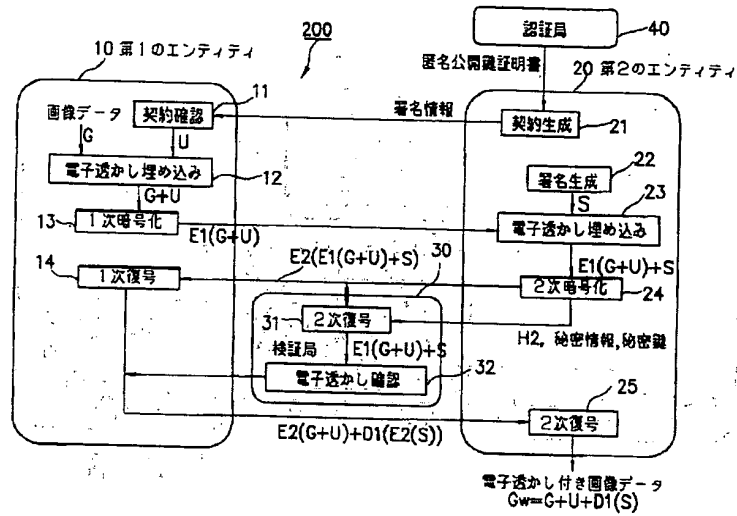 200
認証局
40
10 第1のエンティティ
匿名公開鍵証明書
20 第2のエンティティ
画像データ
契約確認
11
署名情報
契約生成
21
G
U
電子透かし埋め込み
12
署名生成
22
S
23
G+U
13
1次暗号化
E1(G+U)
電子透かし埋め込み
E2(E1(G+U)+S)
E1(G+U)+S
14
1次復号
30
2次暗号化
24
31
2次復号
H2, 秘密情報,秘密鍵
E1(G+U)+S
検証局
電子透かし確認
32
25
2次復号
E2(G+U)+D1(E2(S))
電子透かし付き画像データ
Gw=G+U+D1(S)